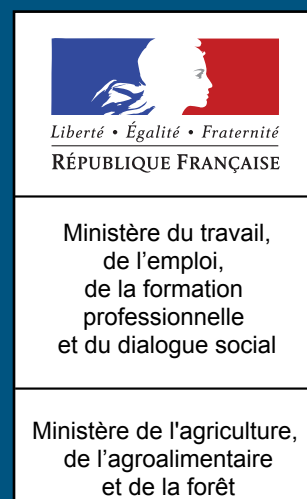 Liberté • Égalité • Fraternité
RÉPUBLIQUE FRANÇAISE
Ministère du travail,
de l’emploi,
de la formation
professionnelle
et du dialogue social
Ministère de l'agriculture,
de l’agroalimentaire
et de la forêt